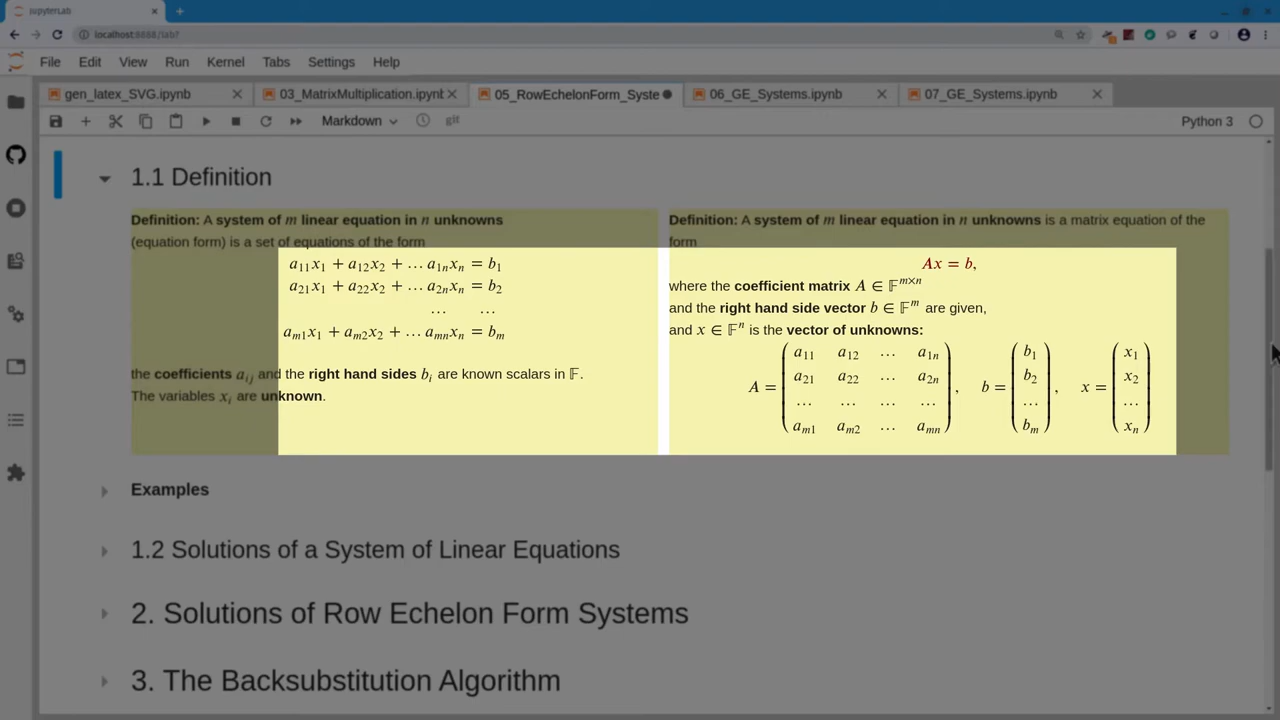 JupyterLab
localhost:8888/lab?
File Edit View Run Kernel Tabs Settings Help
gen_latex_SVG.ipynb 03_MatrixMultiplication.ipynb 05_RowEchelonForm_Syste 06_GE_Systems.ipynb 07_GE_Systems.ipynb
Markdown git Python 3
1.1 Definition
Definition: A system of m linear equation in n unknowns
(equation form) is a set of equations of the form
a₁₁x₁ + a₁₂x₂ + … a₁ₙxₙ = b₁
a₂₁x₁ + a₂₂x₂ + … a₂ₙxₙ = b₂
… …
aₘ₁x₁ + aₘ₂x₂ + … aₘₙxₙ = bₘ
the coefficients aᵢⱼ and the right hand sides bᵢ are known scalars in 𝔽.
The variables xᵢ are unknown.
Definition: A system of m linear equation in n unknowns is a matrix equation of the
form
Ax = b,
where the coefficient matrix A ∈ 𝔽ᵐˣⁿ
and the right hand side vector b ∈ 𝔽ᵐ are given,
and x ∈ 𝔽ⁿ is the vector of unknowns:
a₁₁ a₁₂ … a₁ₙ b₁ x₁
a₂₁ a₂₂ … a₂ₙ b₂ x₂
A = … … … … , b = … , x = …
aₘ₁ aₘ₂ … aₘₙ bₘ xₙ
Examples
1.2 Solutions of a System of Linear Equations
2. Solutions of Row Echelon Form Systems
3. The Backsubstitution Algorithm